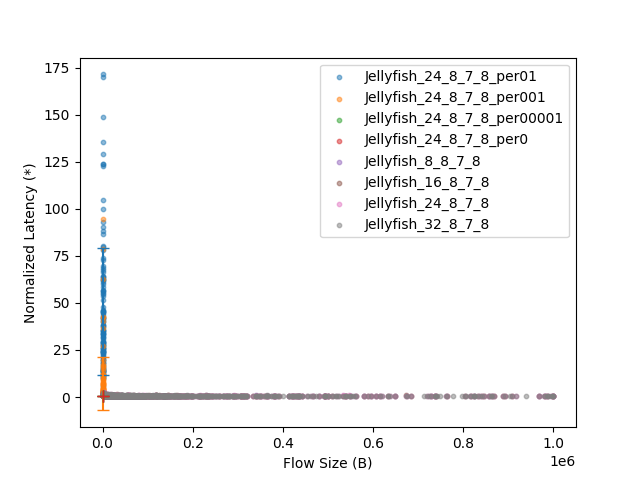 Jellyfish_24_8_7_8_per01
Jellyfish_24_8_7_8_per001
Jellyfish_24_8_7_8_per00001
Jellyfish_24_8_7_8_per0
Jellyfish_8_8_7_8
Jellyfish_16_8_7_8
Jellyfish_24_8_7_8
Jellyfish_32_8_7_8
175
150
125
100
75
50
25
0
Normalized Latency (*)
0.0 0.2 0.4 0.6 0.8 1.0
1e6
Flow Size (B)